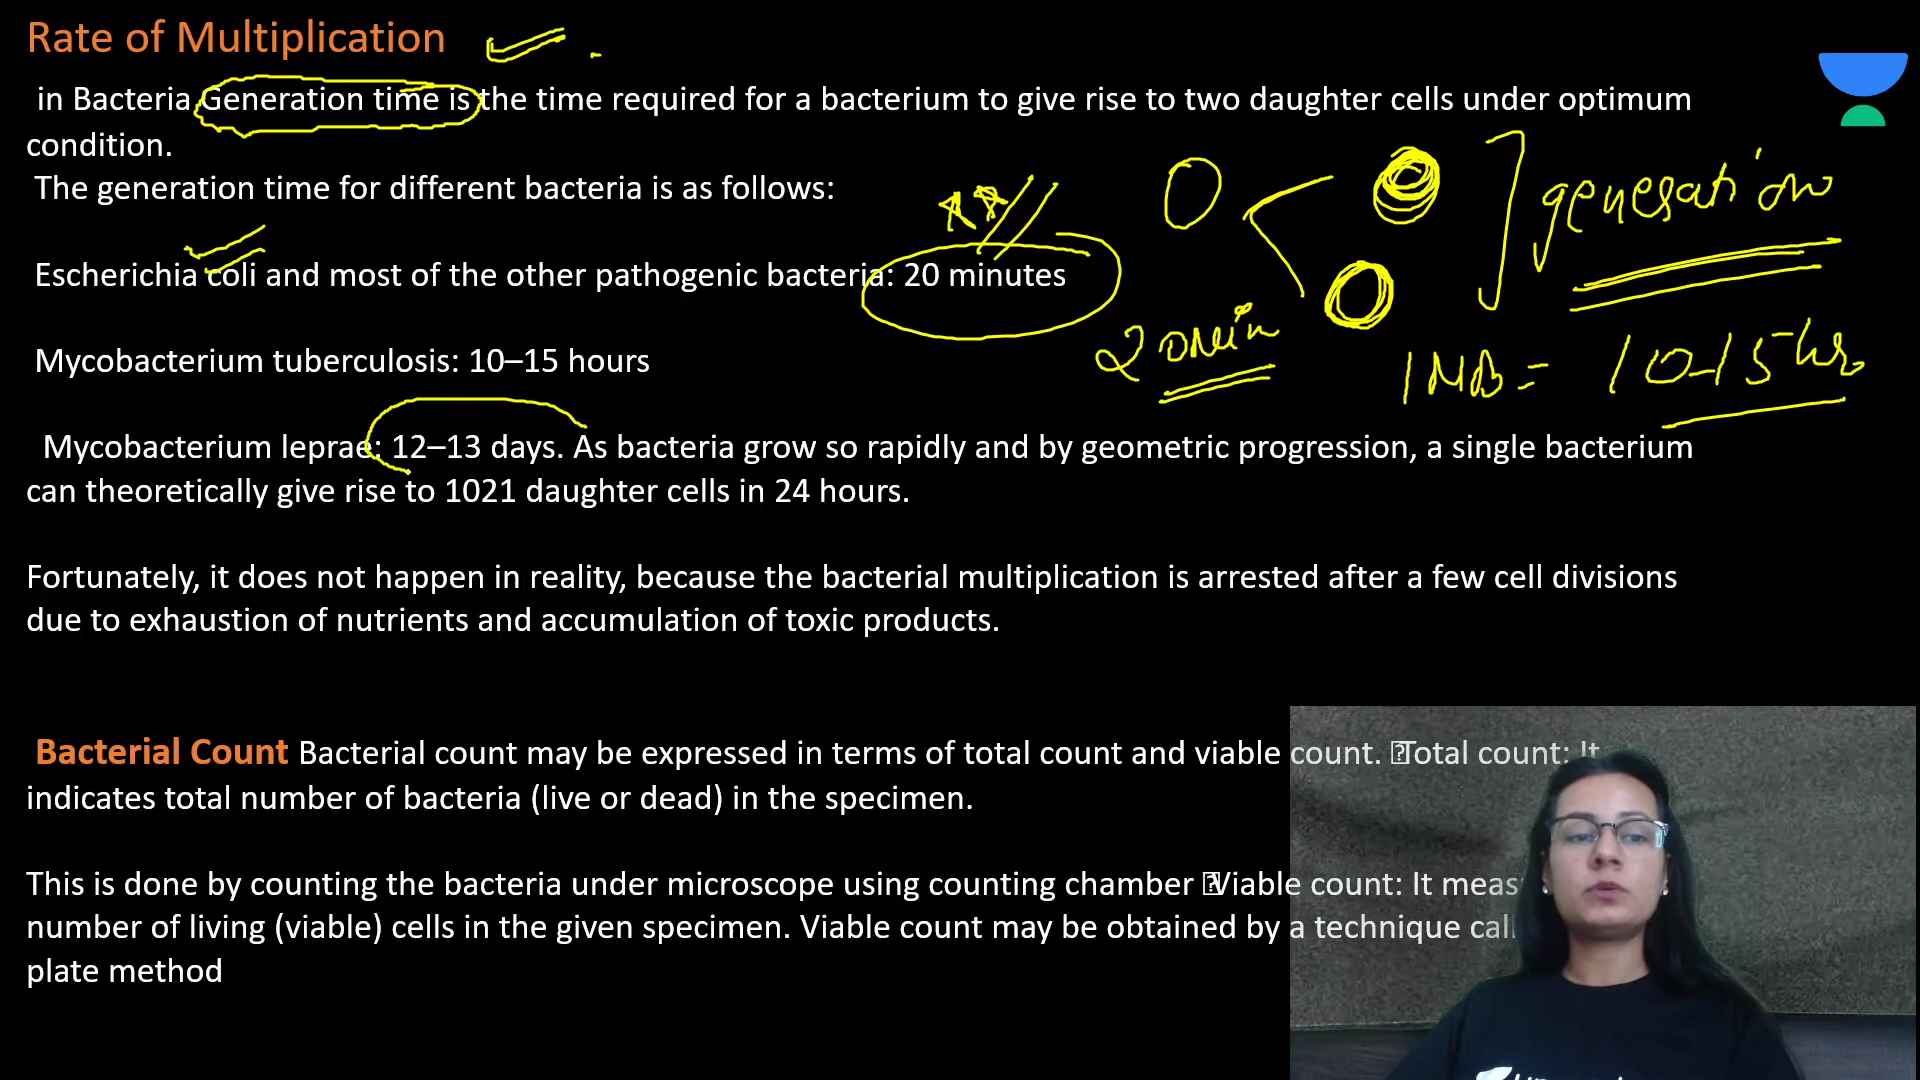 Rate of Multiplication
in Bacteria Generation time is the time required for a bacterium to give rise to two daughter cells under optimum
condition.
The generation time for different bacteria is as follows:
generation
Escherichia coli and most of the other pathogenic bacteria: 20 minutes
20 min
Mycobacterium tuberculosis: 10–15 hours
10-15 hr.
Mycobacterium leprae: 12–13 days. As bacteria grow so rapidly and by geometric progression, a single bacterium
can theoretically give rise to 1021 daughter cells in 24 hours.
Fortunately, it does not happen in reality, because the bacterial multiplication is arrested after a few cell divisions
due to exhaustion of nutrients and accumulation of toxic products.
Bacterial Count Bacterial count may be expressed in terms of total count and viable count. Total count: It
indicates total number of bacteria (live or dead) in the specimen.
This is done by counting the bacteria under microscope using counting chamber Viable count: It meas
number of living (viable) cells in the given specimen. Viable count may be obtained by a technique cal
plate method